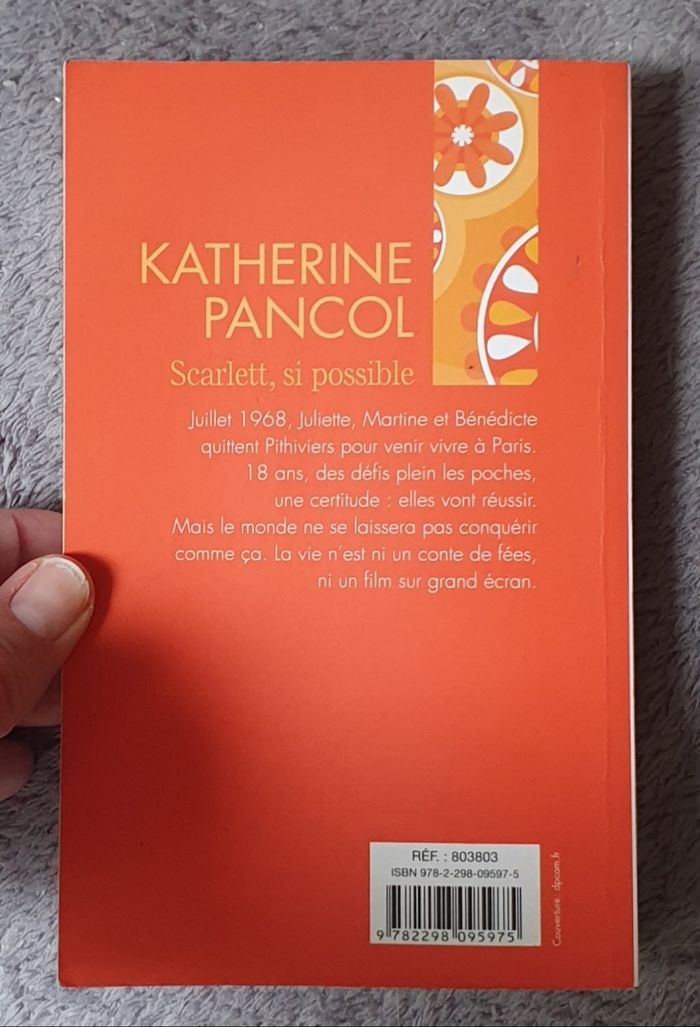 KATHERINE
PANCOL
Scarlett, si possible
Juillet 1968, Juliette, Martine et Bénédicte
quittent Pithiviers pour venir vivre à Paris.
18 ans, des défis plein les poches,
une certitude : elles vont réussir.
Mais le monde ne se laissera pas conquérir
comme ça. La vie n'est ni un conte de fées,
ni un film sur grand écran.
RÉF. : 803803
ISBN 978-2-298-09597-5
9 782298 095975
Couverture : dpcom.fr